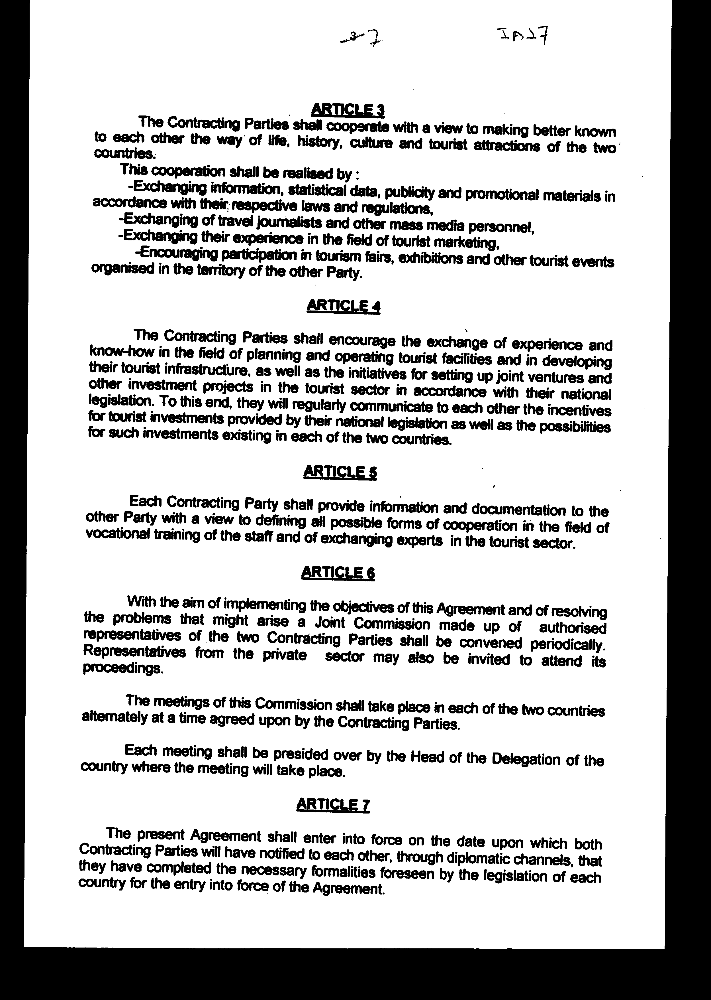 3 7 IA17
ARTICLE 3
The Contracting Parties shall cooperate with a view to making better known
to each other the way of life, history, culture and tourist attractions of the two
countries.
This cooperation shall be realised by :
-Exchanging information, statistical data, publicity and promotional materials in
accordance with their respective laws and regulations,
-Exchanging of travel journalists and other mass media personnel,
-Exchanging their experience in the field of tourist marketing,
-Encouraging participation in tourism fairs, exhibitions and other tourist events
organised in the territory of the other Party.
ARTICLE 4
The Contracting Parties shall encourage the exchange of experience and
know-how in the field of planning and operating tourist facilities and in developing
their tourist infrastructure, as well as the initiatives for setting up joint ventures and
other investment projects in the tourist sector in accordance with their national
legislation. To this end, they will regularly communicate to each other the incentives
for tourist investments provided by their national legislation as well as the possibilities
for such investments existing in each of the two countries.
ARTICLE 5
Each Contracting Party shall provide information and documentation to the
other Party with a view to defining all possible forms of cooperation in the field of
vocational training of the staff and of exchanging experts in the tourist sector.
ARTICLE 6
With the aim of implementing the objectives of this Agreement and of resolving
the problems that might arise a Joint Commission made up of authorised
representatives of the two Contracting Parties shall be convened periodically.
Representatives from the private sector may also be invited to attend its
proceedings.
The meetings of this Commission shall take place in each of the two countries
alternately at a time agreed upon by the Contracting Parties.
Each meeting shall be presided over by the Head of the Delegation of the
country where the meeting will take place.
ARTICLE 7
The present Agreement shall enter into force on the date upon which both
Contracting Parties will have notified to each other, through diplomatic channels, that
they have completed the necessary formalities foreseen by the legislation of each
country for the entry into force of the Agreement.